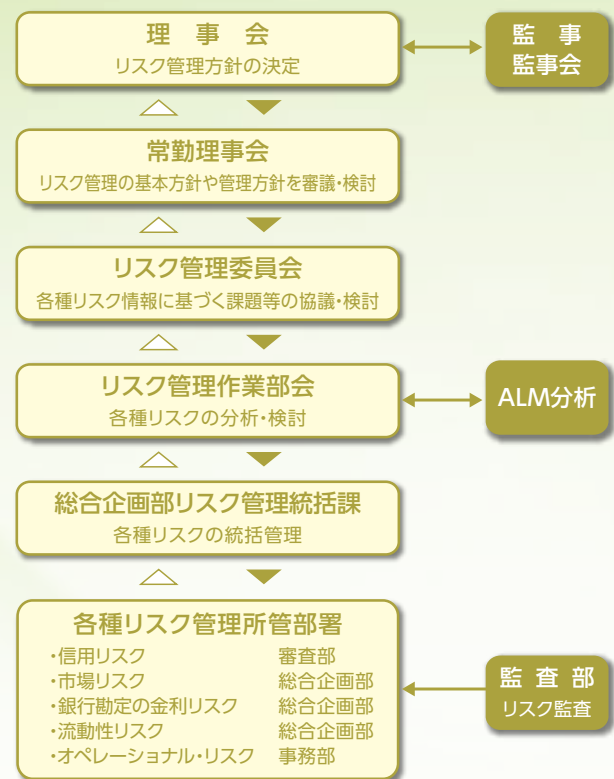 理事会
リスク管理方針の決定
監事
監事会
常勤理事会
リスク管理の基本方針や管理方針を審議・検討
リスク管理委員会
各種リスク情報に基づく課題等の協議・検討
リスク管理作業部会
各種リスクの分析・検討
ALM分析
総合企画部リスク管理統括課
各種リスクの統括管理
各種リスク管理所管部署
・信用リスク 審査部
・市場リスク 総合企画部
・銀行勘定の金利リスク 総合企画部
・流動性リスク 総合企画部
・オペレーショナル・リスク 事務部
監査部
リスク監査